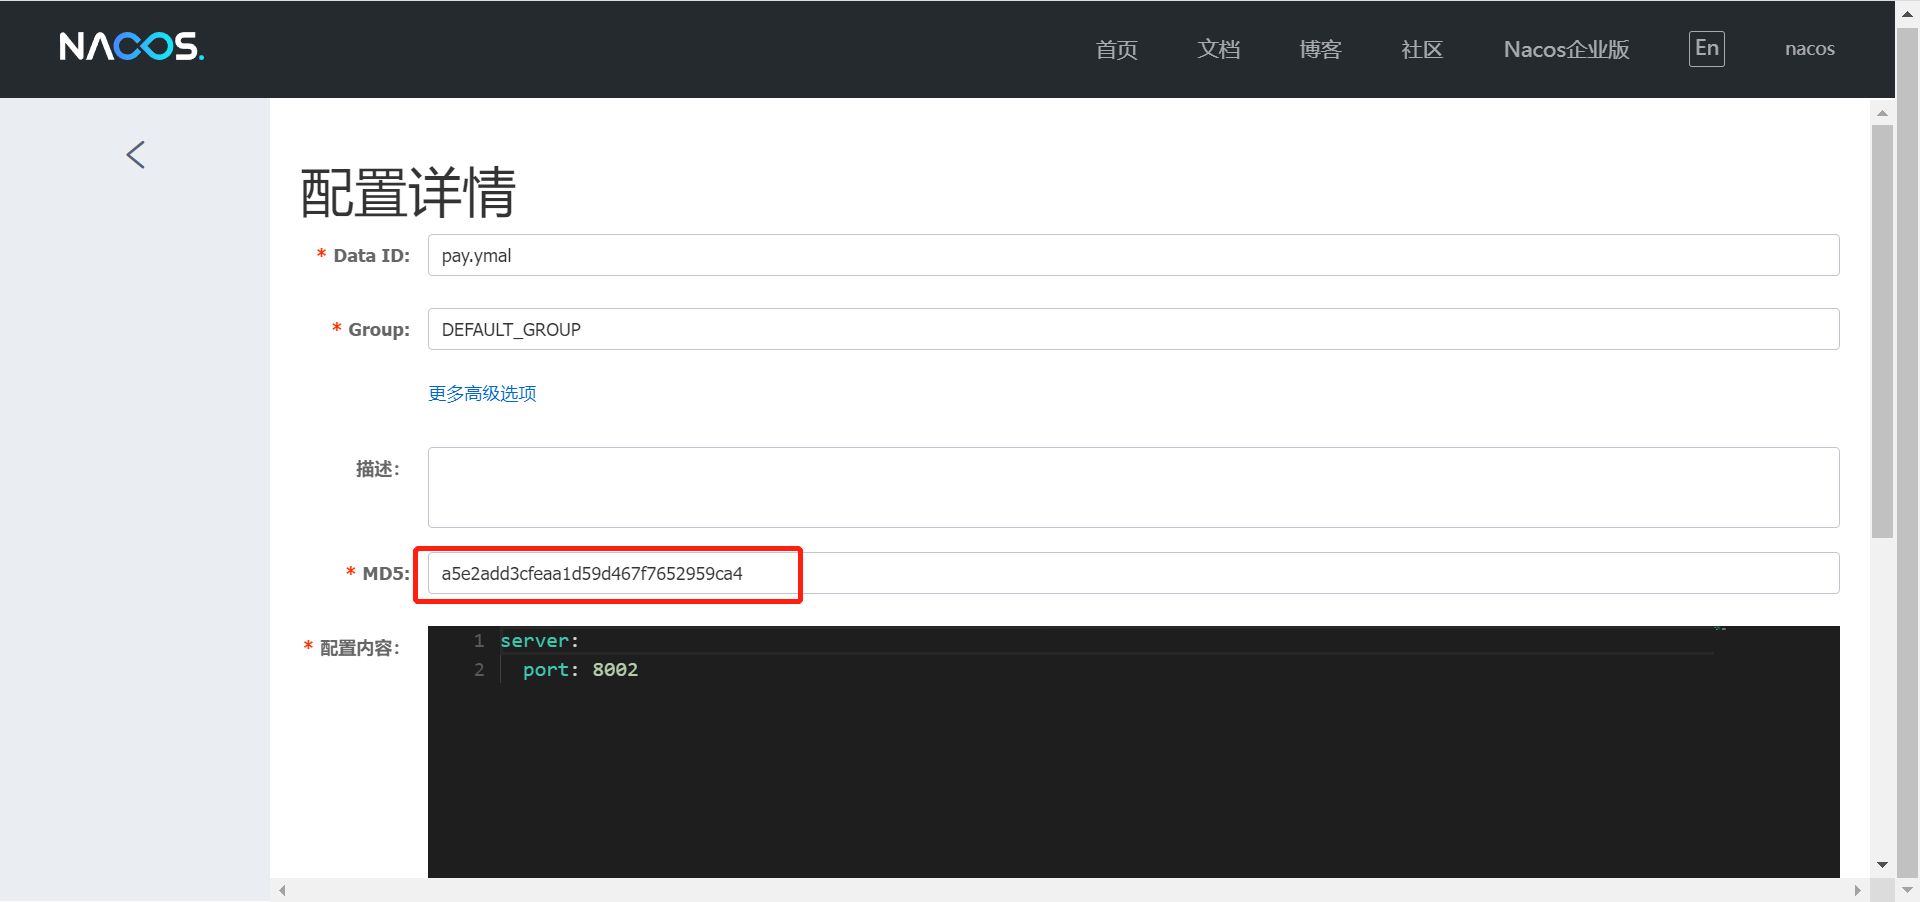 NACOS.
首页 文档 博客 社区 Nacos企业版 En nacos
配置详情
* Data ID: pay.ymal
* Group: DEFAULT_GROUP
更多高级选项
描述:
* MD5: a5e2add3cfeaa1d59d467f7652959ca4
* 配置内容:
1 server:
2 port: 8002